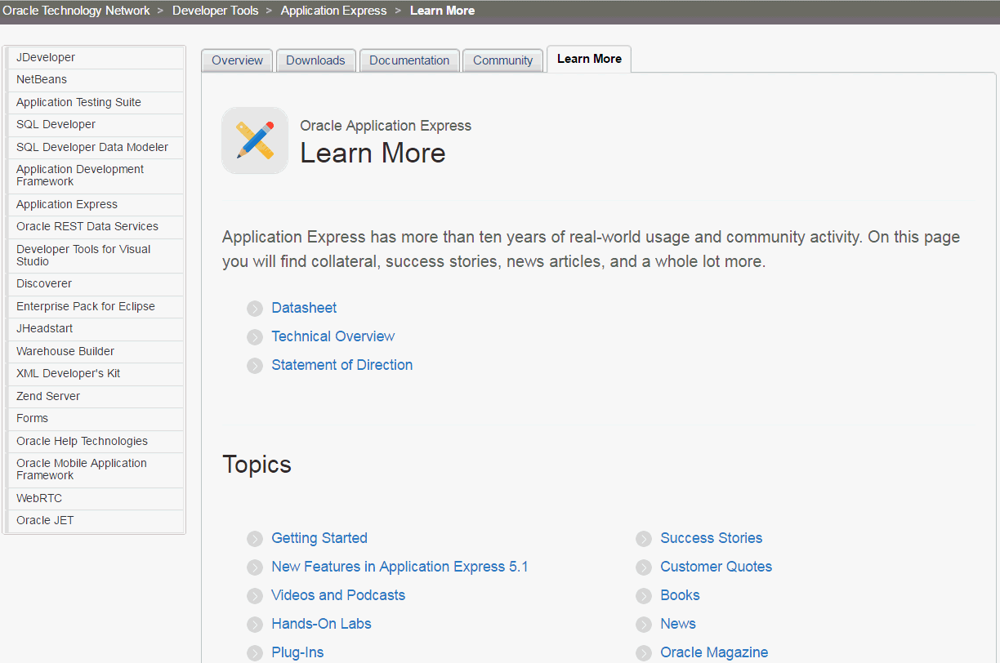 Oracle Technology Network > Developer Tools > Application Express > Learn More
JDeveloper
NetBeans
Application Testing Suite
SQL Developer
SQL Developer Data Modeler
Application Development
Framework
Application Express
Oracle REST Data Services
Developer Tools for Visual
Studio
Discoverer
Enterprise Pack for Eclipse
JHeadstart
Warehouse Builder
XML Developer's Kit
Zend Server
Forms
Oracle Help Technologies
Oracle Mobile Application
Framework
WebRTC
Oracle JET
Overview Downloads Documentation Community Learn More
Oracle Application Express
Learn More
Application Express has more than ten years of real-world usage and community activity. On this page
you will find collateral, success stories, news articles, and a whole lot more.
Datasheet
Technical Overview
Statement of Direction
Topics
Getting Started
New Features in Application Express 5.1
Videos and Podcasts
Hands-On Labs
Plug-Ins
Success Stories
Customer Quotes
Books
News
Oracle Magazine